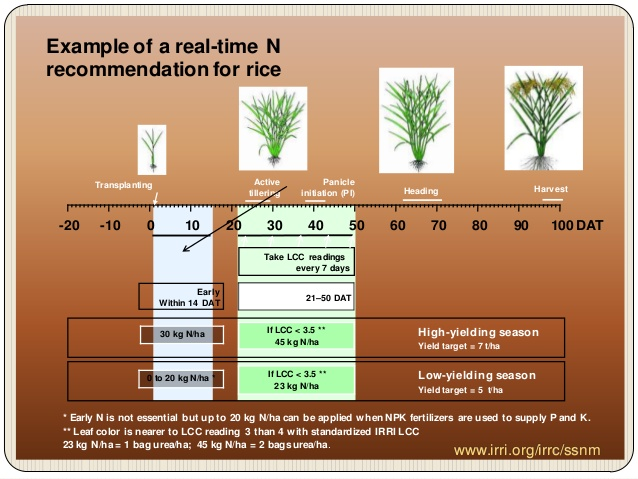 Example of a real-time N
recommendation for rice
Transplanting
Active
tillering
Panicle
initiation (PI)
Heading
Harvest
-20 -10 0 10 20 30 40 50 60 70 80 90 100 DAT
Take LCC readings
every 7 days
Early
Within 14 DAT
21–50 DAT
30 kg N/ha
If LCC < 3.5 **
45 kg N/ha
High-yielding season
Yield target = 7 t/ha
0 to 20 kg N/ha *
If LCC < 3.5 **
23 kg N/ha
Low-yielding season
Yield target = 5 t/ha
* Early N is not essential but up to 20 kg N/ha can be applied when NPK fertilizers are used to supply P and K.
** Leaf color is nearer to LCC reading 3 than 4 with standardized IRRI LCC
23 kg N/ha = 1 bag urea/ha; 45 kg N/ha = 2 bags urea/ha.
www.irri.org/irrc/ssnm